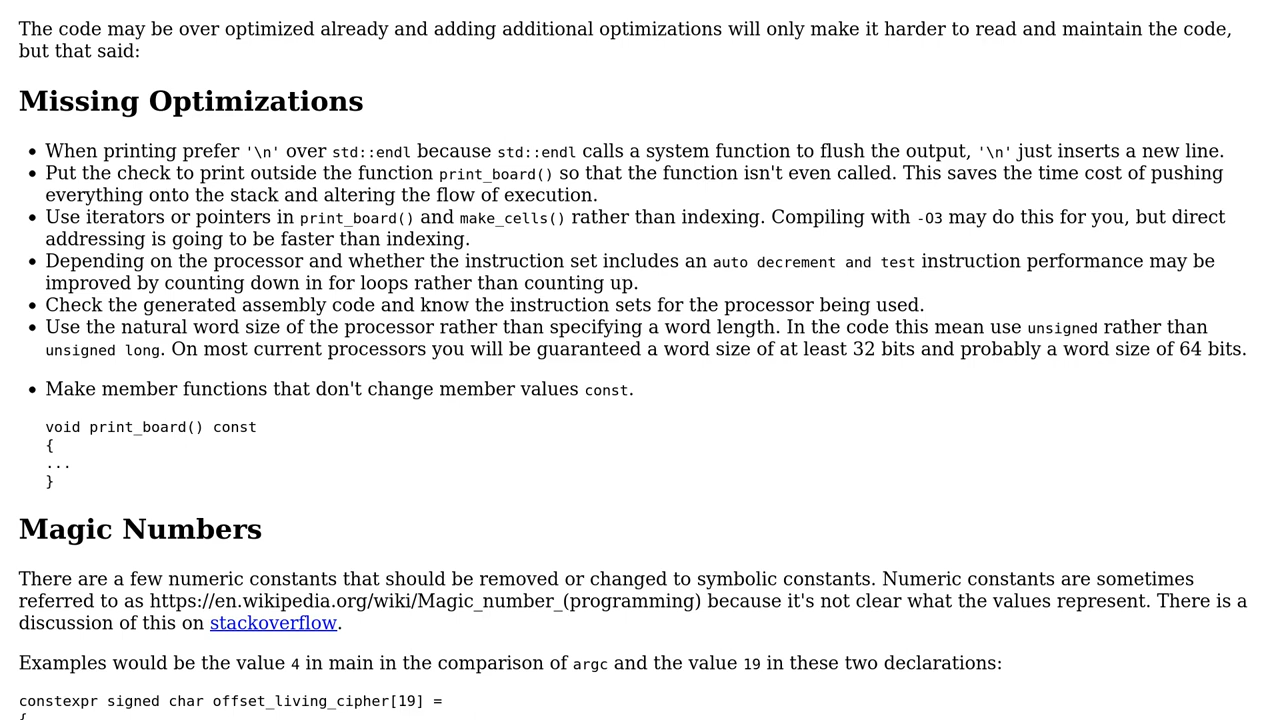 The code may be over optimized already and adding additional optimizations will only make it harder to read and maintain the code,
but that said:
Missing Optimizations
• When printing prefer '\n' over std::endl because std::endl calls a system function to flush the output, '\n' just inserts a new line.
• Put the check to print outside the function print_board() so that the function isn't even called. This saves the time cost of pushing
everything onto the stack and altering the flow of execution.
• Use iterators or pointers in print_board() and make_cells() rather than indexing. Compiling with -O3 may do this for you, but direct
addressing is going to be faster than indexing.
• Depending on the processor and whether the instruction set includes an auto decrement and test instruction performance may be
improved by counting down in for loops rather than counting up.
• Check the generated assembly code and know the instruction sets for the processor being used.
• Use the natural word size of the processor rather than specifying a word length. In the code this mean use unsigned rather than
unsigned long. On most current processors you will be guaranteed a word size of at least 32 bits and probably a word size of 64 bits.
• Make member functions that don't change member values const.
void print_board() const
{
...
}
Magic Numbers
There are a few numeric constants that should be removed or changed to symbolic constants. Numeric constants are sometimes
referred to as https://en.wikipedia.org/wiki/Magic_number_(programming) because it's not clear what the values represent. There is a
discussion of this on stackoverflow.
Examples would be the value 4 in main in the comparison of argc and the value 19 in these two declarations:
constexpr signed char offset_living_cipher[19] =
{